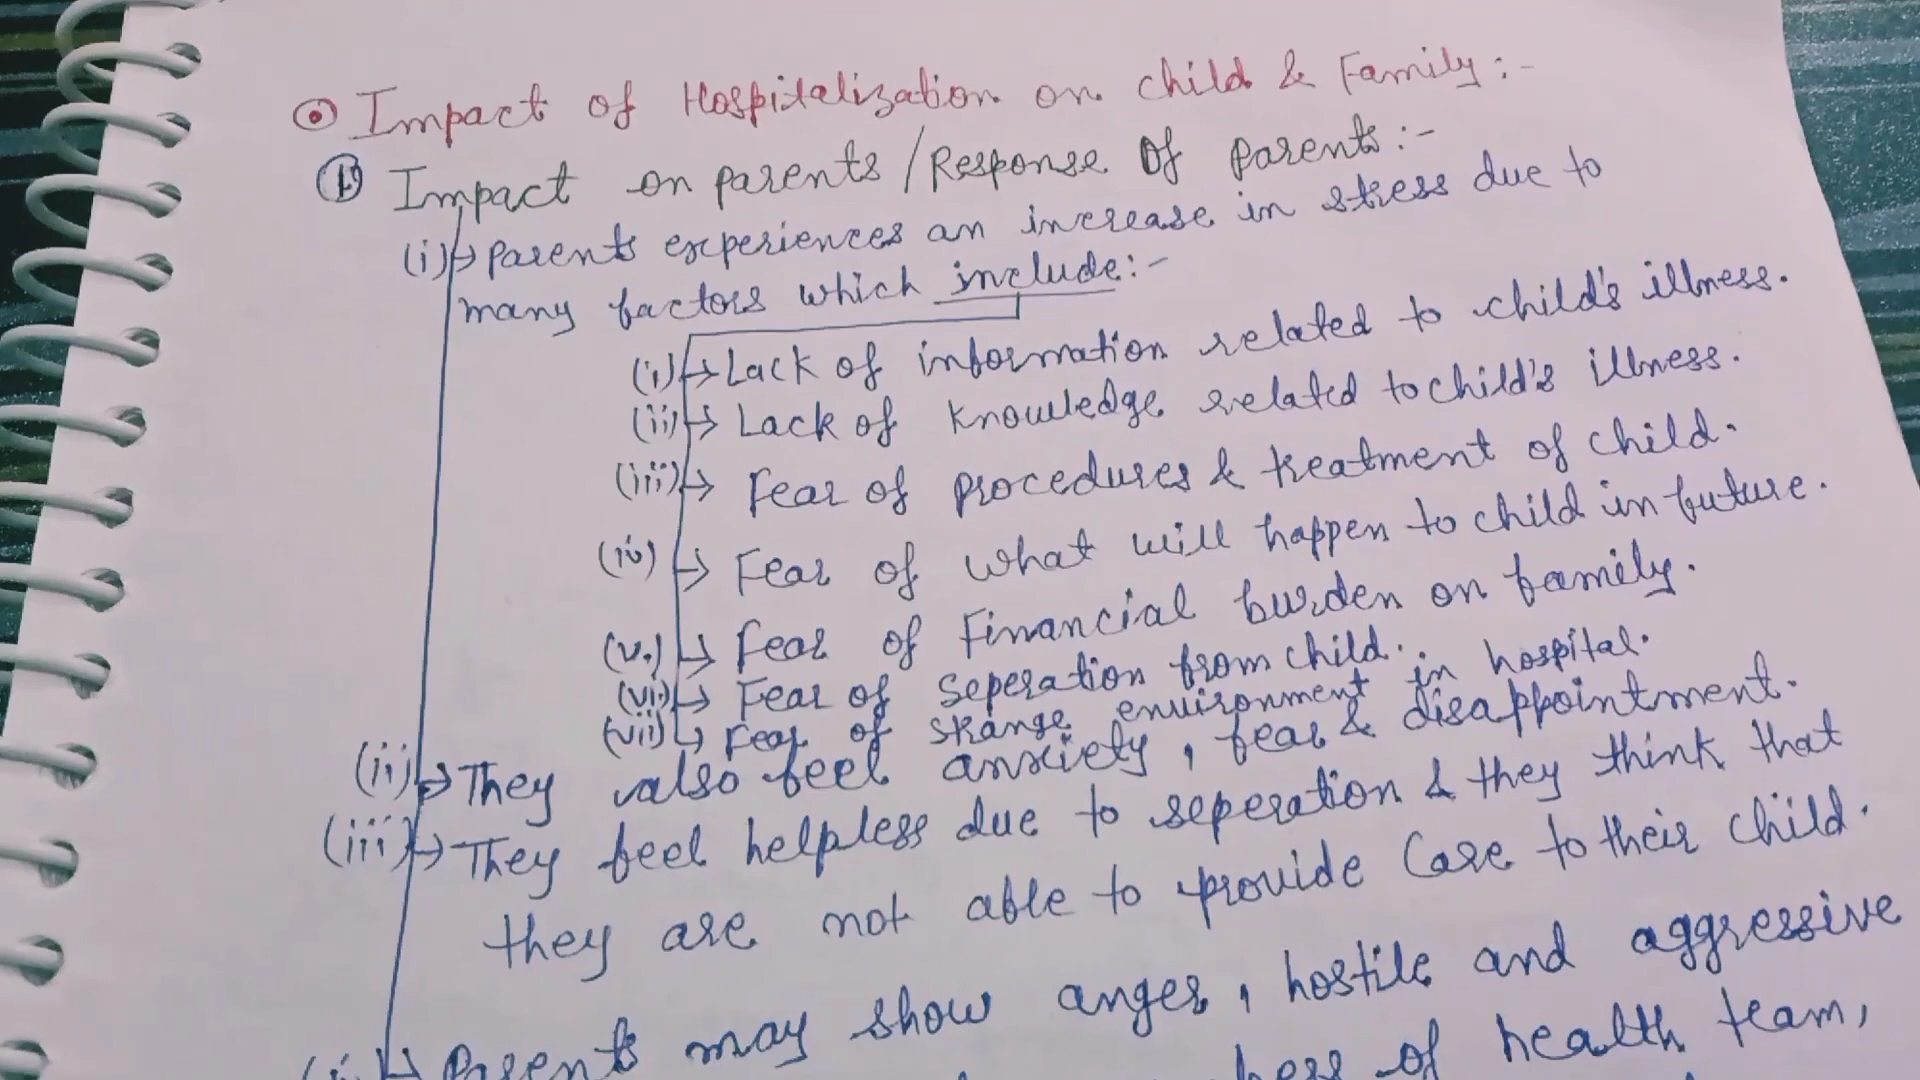 Impact of Hospitalization on child & Family:-
① Impact on parents / Response Of parents:-
(i)→ Parents experiences an increase in stress due to
many factors which include:-
(i)→ Lack of information related to child's illness.
(ii)→ Lack of knowledge related to child's illness.
(iii)→ Fear of procedures & treatment of child.
(iv)→ Fear of what will happen to child in future.
(v.)→ Fear of Financial burden on family.
(vi)→ Fear of seperation from child.
(vii)→ Fear of strange environment in hospital.
(ii)→ They also feel anxiety, fear & disappointment.
(iii)→ They feel helpless due to seperation & they think that
they are not able to provide Care to their child.
Parents may show anger, hostile and aggressive
of health team,